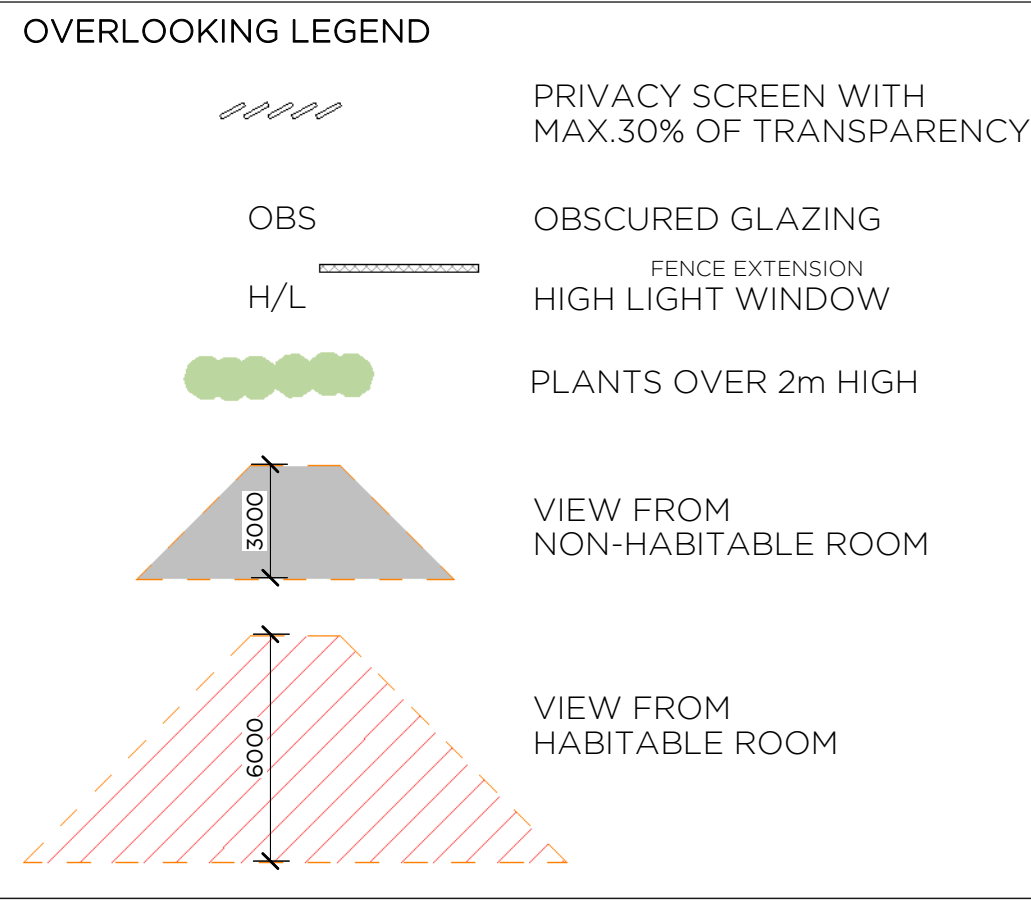 OVERLOOKING LEGEND
PRIVACY SCREEN WITH
MAX.30% OF TRANSPARENCY
OBS
OBSCURED GLAZING
FENCE EXTENSION
H/L
HIGH LIGHT WINDOW
PLANTS OVER 2m HIGH
3000
VIEW FROM
NON-HABITABLE ROOM
6000
VIEW FROM
HABITABLE ROOM